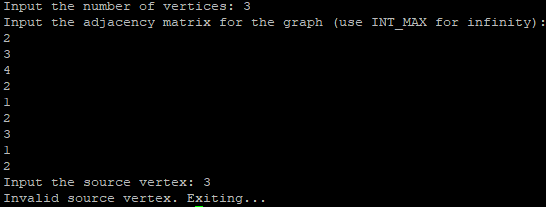 Input the number of vertices: 3
Input the adjacency matrix for the graph (use INT_MAX for infinity):
2
3
4
2
1
2
3
1
2
Input the source vertex: 3
Invalid source vertex. Exiting...